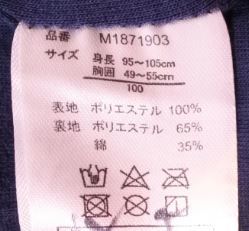 品番 M1871903
サイズ 身長 95~105cm
胸囲 49~55cm
100
表地 ポリエステル 100%
裏地 ポリエステル 65%
綿 35%